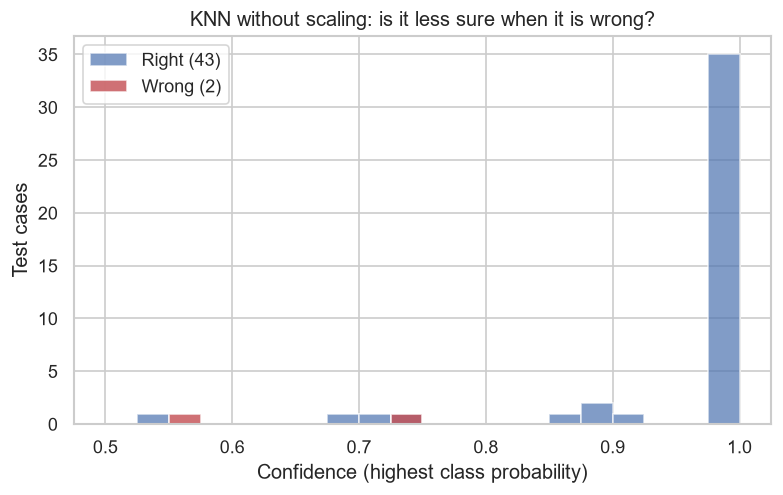 KNN without scaling: is it less sure when it is wrong?
Right (43)
Wrong (2)
35
30
25
20
15
10
5
0
Test cases
0.5 0.6 0.7 0.8 0.9 1.0
Confidence (highest class probability)